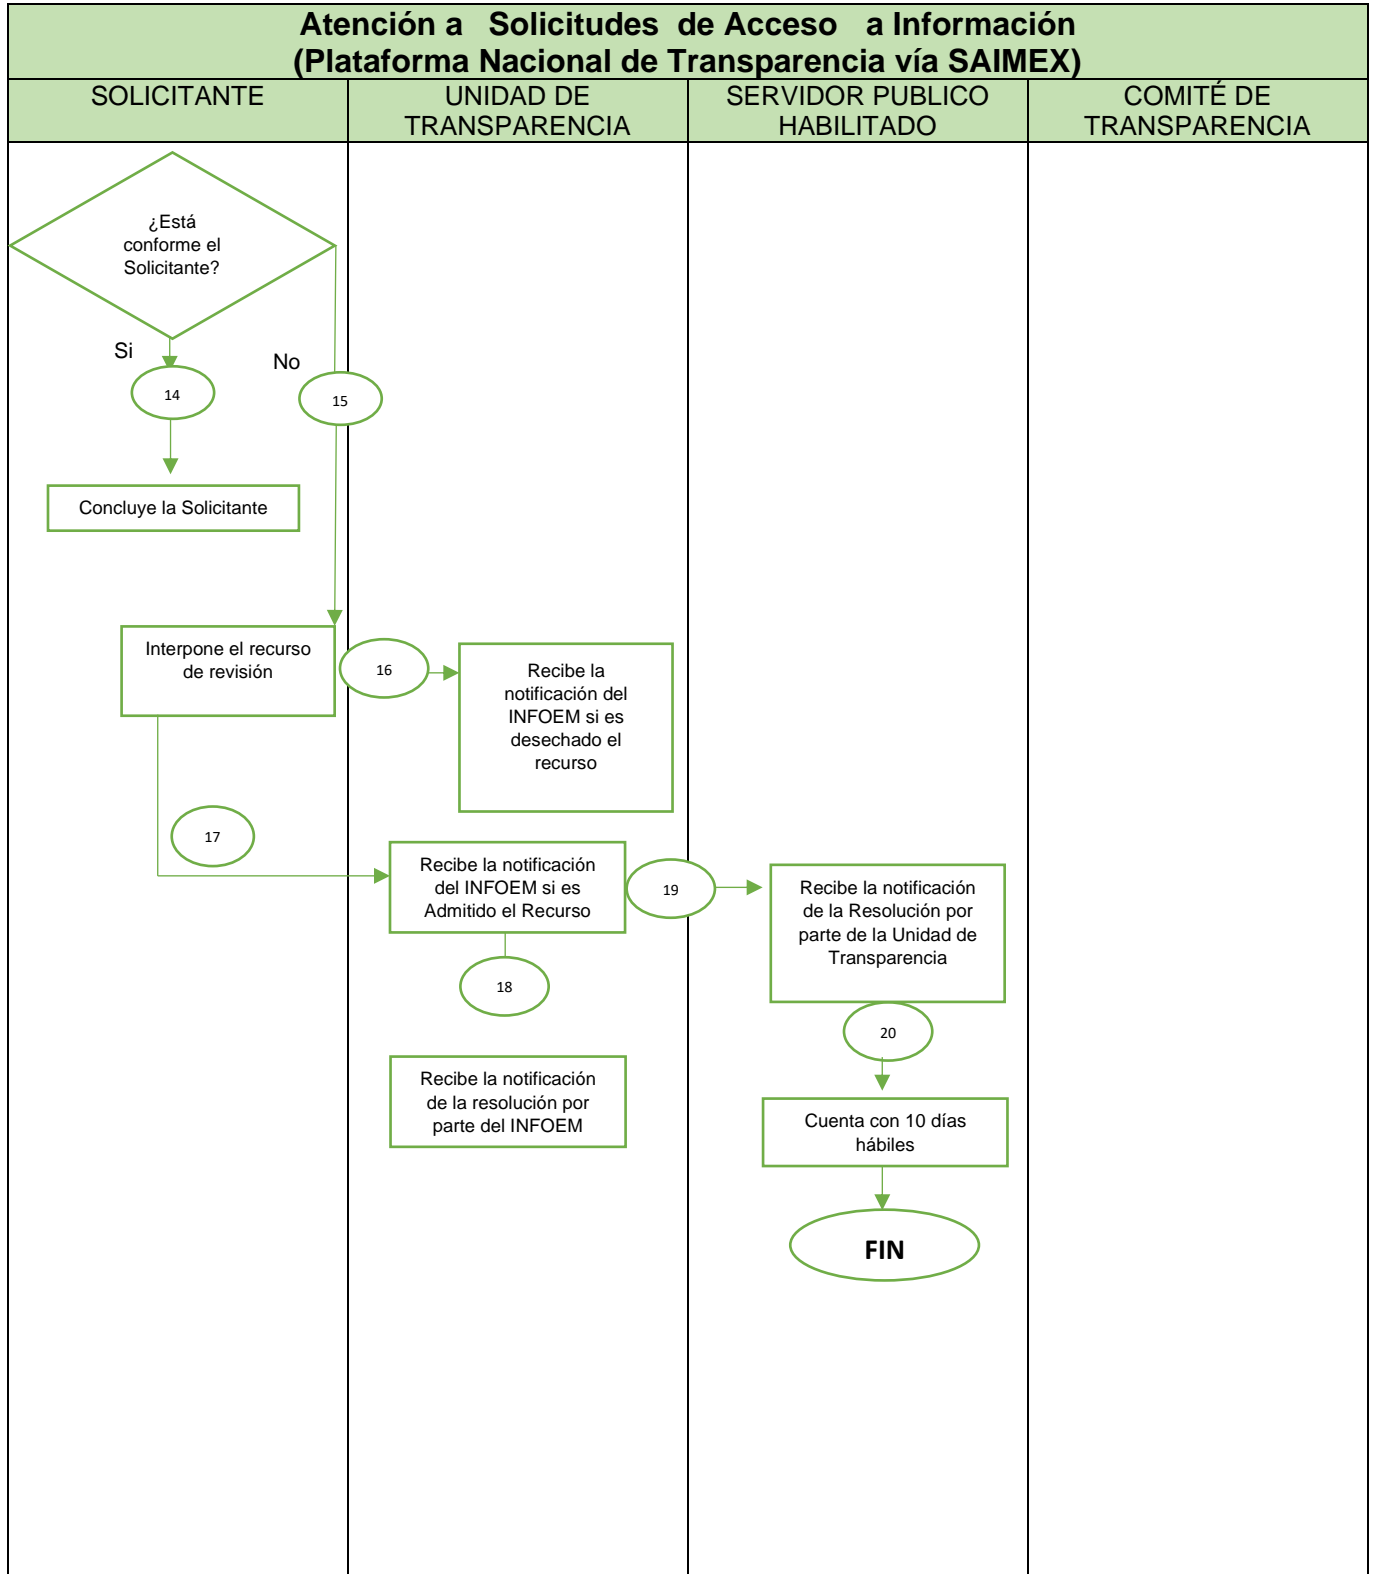 Atención a Solicitudes de Acceso a Información
(Plataforma Nacional de Transparencia vía SAIMEX)
SOLICITANTE
UNIDAD DE
TRANSPARENCIA
SERVIDOR PUBLICO
HABILITADO
COMITÉ DE
TRANSPARENCIA
¿Está
conforme el
Solicitante?
Si
No
14
15
Concluye la Solicitante
Interpone el recurso
de revisión
16
Recibe la
notificación del
INFOEM si es
desechado el
recurso
17
Recibe la notificación
del INFOEM si es
Admitido el Recurso
19
Recibe la notificación
de la Resolución por
parte de la Unidad de
Transparencia
18
20
Recibe la notificación
de la resolución por
parte del INFOEM
Cuenta con 10 días
hábiles
FIN